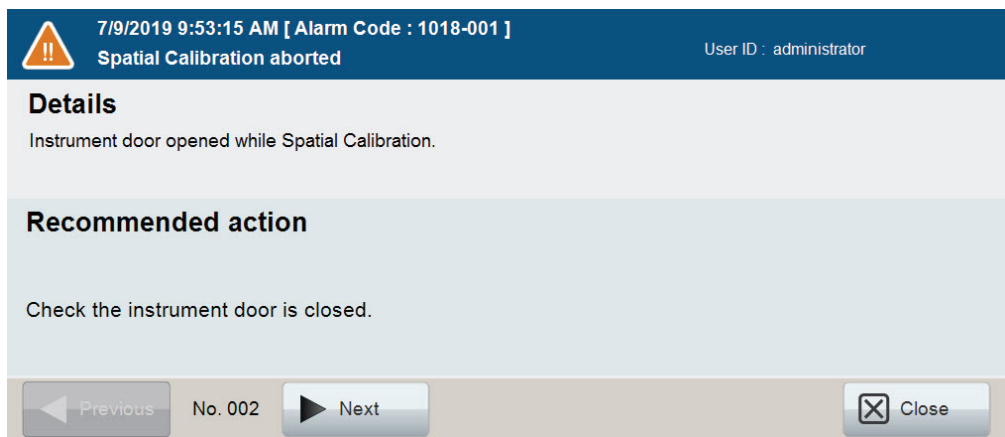 7/9/2019 9:53:15 AM [ Alarm Code : 1018-001 ]
Spatial Calibration aborted
User ID : administrator
Details
Instrument door opened while Spatial Calibration.
Recommended action
Check the instrument door is closed.
Previous
No. 002
Next
Close